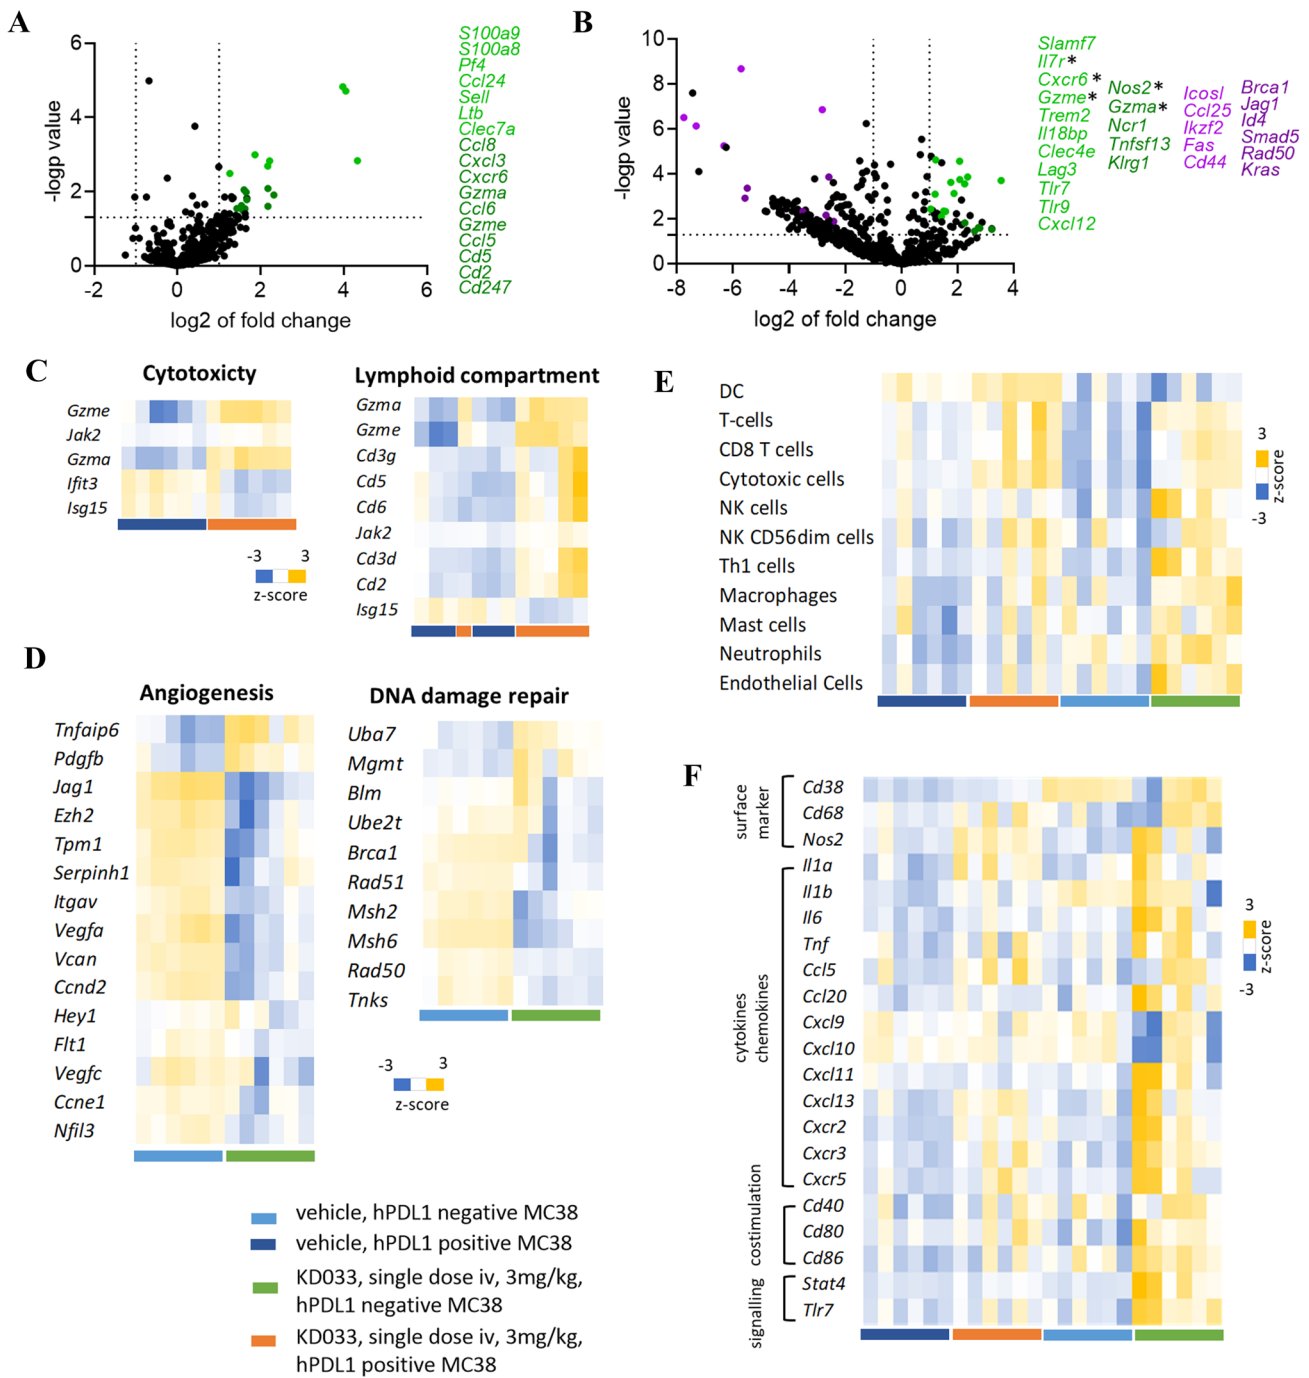 A
6
4
2
0
-2
0
2
4
6
-logp value
log2 of fold change
S100a9
S100a8
Pf4
Ccl24
Sell
Ltb
Clec7a
Ccl8
Cxcl3
Cxcr6
Gzma
Ccl6
Gzme
Ccl5
Cd5
Cd2
Cd247
B
10
8
6
4
2
0
-8
-6
-4
-2
0
2
4
-logp value
log2 of fold change
Slamf7
Il7r*
Cxcr6*
Gzme*
Trem2
Il18bp
Clec4e
Lag3
Tlr7
Tlr9
Cxcl12
Nos2*
Gzma*
Ncr1
Tnfsf13
Klrg1
Icosl
Ccl25
Ikzf2
Fas
Cd44
Brca1
Jag1
Id4
Smad5
Rad50
Kras
C
Cytotoxicty
Gzme
Jak2
Gzma
Ifit3
Isg15
-3 3
z-score
Lymphoid compartment
Gzma
Gzme
Cd3g
Cd5
Cd6
Jak2
Cd3d
Cd2
Isg15
D
Angiogenesis
Tnfaip6
Pdgfb
Jag1
Ezh2
Tpm1
Serpinh1
Itgav
Vegfa
Vcan
Ccnd2
Hey1
Flt1
Vegfc
Ccne1
Nfil3
DNA damage repair
Uba7
Mgmt
Blm
Ube2t
Brca1
Rad51
Msh2
Msh6
Rad50
Tnks
-3 3
z-score
E
DC
T-cells
CD8 T cells
Cytotoxic cells
NK cells
NK CD56dim cells
Th1 cells
Macrophages
Mast cells
Neutrophils
Endothelial Cells
3
z-score
-3
F
surface
marker
cytokines
chemokines
costimulation
signalling
Cd38
Cd68
Nos2
Il1a
Il1b
Il6
Tnf
Ccl5
Ccl20
Cxcl9
Cxcl10
Cxcl11
Cxcl13
Cxcr2
Cxcr3
Cxcr5
Cd40
Cd80
Cd86
Stat4
Tlr7
3
z-score
-3
vehicle, hPDL1 negative MC38
vehicle, hPDL1 positive MC38
KD033, single dose iv, 3mg/kg,
hPDL1 negative MC38
KD033, single dose iv, 3mg/kg,
hPDL1 positive MC38